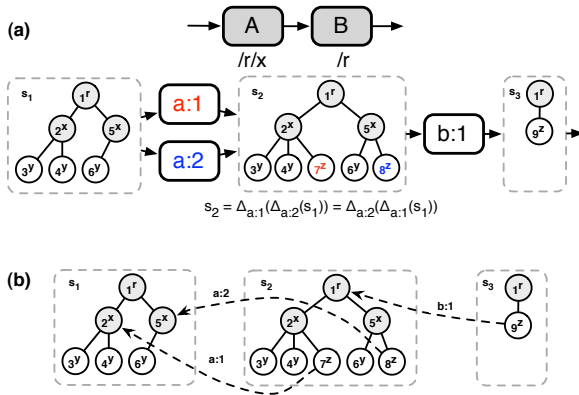 (a)
A B
/r/x /r
s1 a:1 s2 b:1 s3
1r
2x 5x
3y 4y 6y
a:2
1r
2x 5x
3y 4y 7z 6y 8z
1r
9z
s2 = Δa:1(Δa:2(s1)) = Δa:2(Δa:1(s1))
(b)
s1 a:2 s2 b:1 s3
1r
2x 5x
3y 4y 6y
a:1
1r
2x 5x
3y 4y 7z 6y 8z
1r
9z